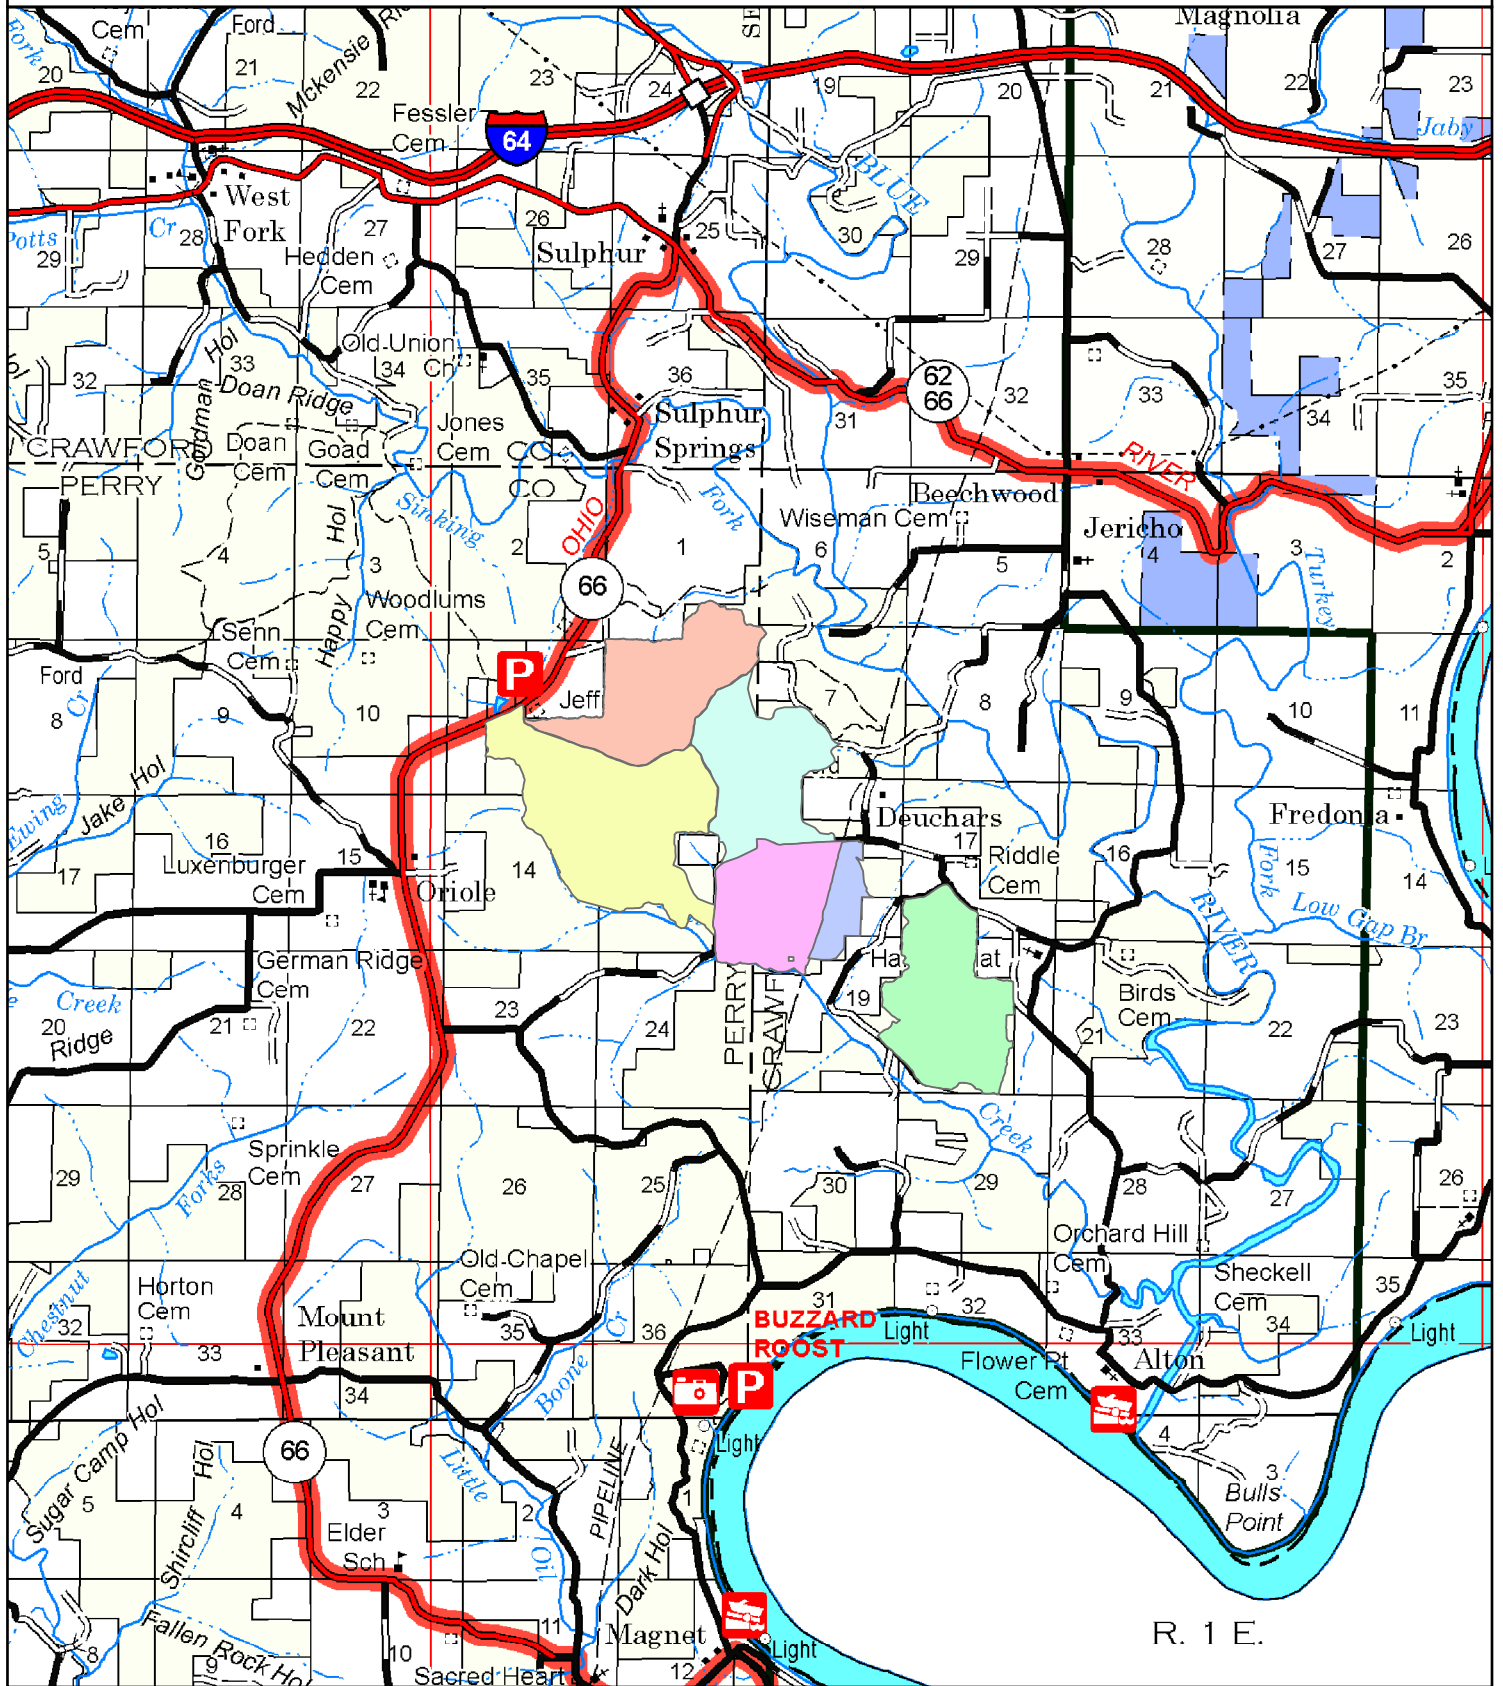 Cem
Ford
Mckensie
Magnolia
Fork
20
21
22
23
24
19
20
21
22
23
Fessler
Cem
64
Jaby
West
Fork
BLUE
Potts
Cr
28
29
27
26
25
30
29
28
27
26
Hedden
Cem
Sulphur
Goldman
Hol
33
32
Old-Union
Ch
34
35
36
62
66
31
32
33
34
35
Doan Ridge
Sulphur
Springs
Jones
Cem
Doan
Cem
Goad
Cem
CRAWFORD
CO
PERRY
CO
Sinking
RIVER
Beechwood
Fork
Wiseman Cem
Jericho
OHIO
5
4
3
2
1
6
5
4
3
2
Turkey
Happy
Hol
66
Woodlums
Cem
Senn
Cem
P
Jeff
Ford
Cr
8
9
10
7
8
9
10
11
Jake Hol
Ewing
Deuchars
Fredonia
17
16
15
14
17
16
15
14
Luxenburger
Cem
Riddle
Cem
Oriole
Fork
Low Gap Br
RIVER
German Ridge
Cem
Ha
at
Birds
Cem
Creek
20
Ridge
21
22
23
24
19
21
22
23
PERRY
CRAWF
Creek
Sprinkle
Cem
Forks
29
28
27
26
25
30
29
28
27
26
Orchard Hill
Cem
Old-Chapel
Cem
Horton
Cem
Sheckell
Cem
Chestnut
32
33
Mount
Pleasant
34
35
36
Cr
Boone
31
32
33
34
35
BUZZARD
ROOST
Light
Light
Flower Pt
Cem
Alton
P
Light
66
Sugar Camp Hol
Shircliff
Hol
Little
Oil
PIPELINE
Dark Hol
5
4
3
2
1
4
3
Bulls
Point
Elder
Sch
Fallen Rock Hol
8
9
10
11
12
Magnet
Light
Sacred Heart
R. 1 E.